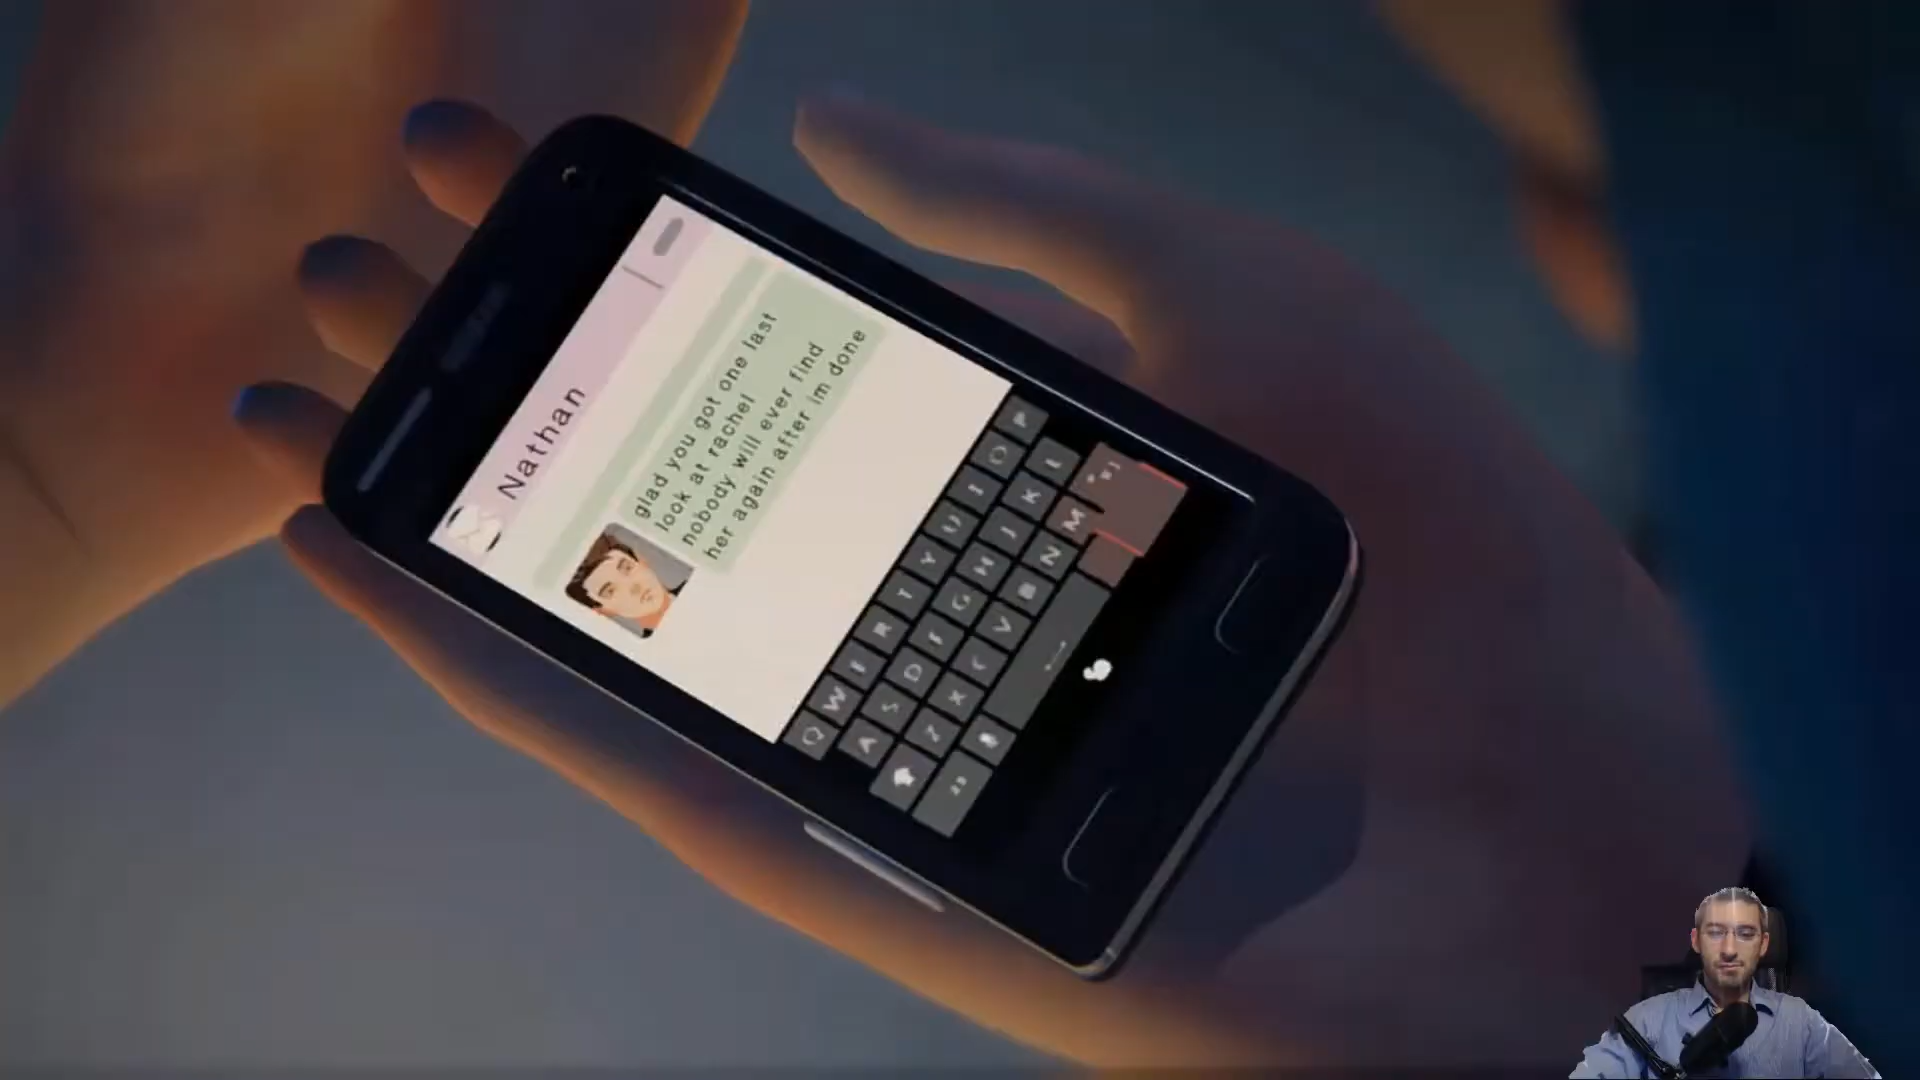 Nathan
glad you got one last
look at rachel
nobody will ever find
her again after im done
P
O
I
U
Y
T
R
E
W
Q
L
K
J
H
G
F
D
S
A
M
N
B
V
C
X
Z